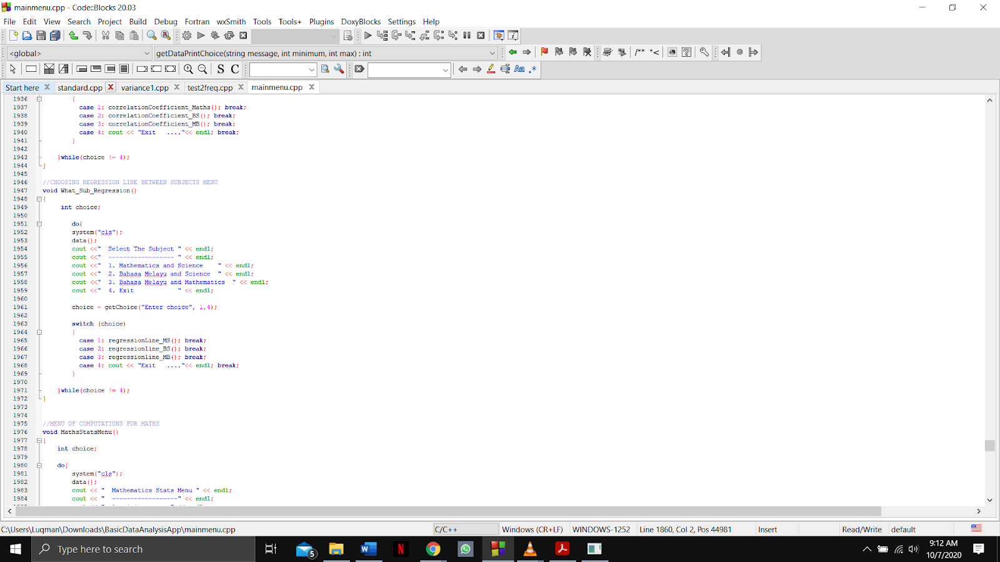 mainmenu.cpp - Code::Blocks 20.03
File Edit View Search Project Build Debug Fortran wxSmith Tools Tools+ Plugins DoxyBlocks Settings Help
<global> getDataPrintChoice(string message, int minimum, int max) : int
/** *<
S C Aa .*
Start here standard.cpp variance1.cpp test2freq.cpp mainmenu.cpp
1936 {
1937 case 1: correlationCoefficient_Maths(); break;
1938 case 2: correlationCoefficient_BS(); break;
1939 case 3: correlationCoefficient_MB(); break;
1940 case 4: cout << "Exit   ...."<< endl; break;
1941 }
1942
1943 }while(choice != 4);
1944 }
1945
1946 //CHOOSING REGRESSION LINE BETWEEN SUBJECTS MENU
1947 void What_Sub_Regression()
1948 {
1949 int choice;
1950
1951 do{
1952 system("cls");
1953 data();
1954 cout <<"  Select The Subject " << endl;
1955 cout <<"  ------------------ " << endl;
1956 cout <<"  1. Mathematics and Science    " << endl;
1957 cout <<"  2. Bahasa Melayu and Science  " << endl;
1958 cout <<"  3. Bahasa Melayu and Mathematics  " << endl;
1959 cout <<"  4. Exit            " << endl;
1960
1961 choice = getChoice("Enter choice", 1,4);
1962
1963 switch (choice)
1964 {
1965 case 1: regressionLine_MS(); break;
1966 case 2: regressionline_BS(); break;
1967 case 3: regressionline_MB(); break;
1968 case 4: cout << "Exit   ...."<< endl; break;
1969 }
1970
1971 }while(choice != 4);
1972 }
1973
1974
1975 //MENU OF COMPUTATIONS FOR MATHS
1976 void MathsStatsMenu()
1977 {
1978 int choice;
1979
1980 do{
1981 system("cls");
1982 data();
1983 cout << "  Mathematics Stats Menu " << endl;
1984 cout << "  ------------------" << endl;
C:\Users\Luqman\Downloads\BasicDataAnalysisApp\mainmenu.cpp C/C++ Windows (CR+LF) WINDOWS-1252 Line 1860, Col 2, Pos 44981 Insert Read/Write default
Type here to search 5 9:12 AM
10/7/2020